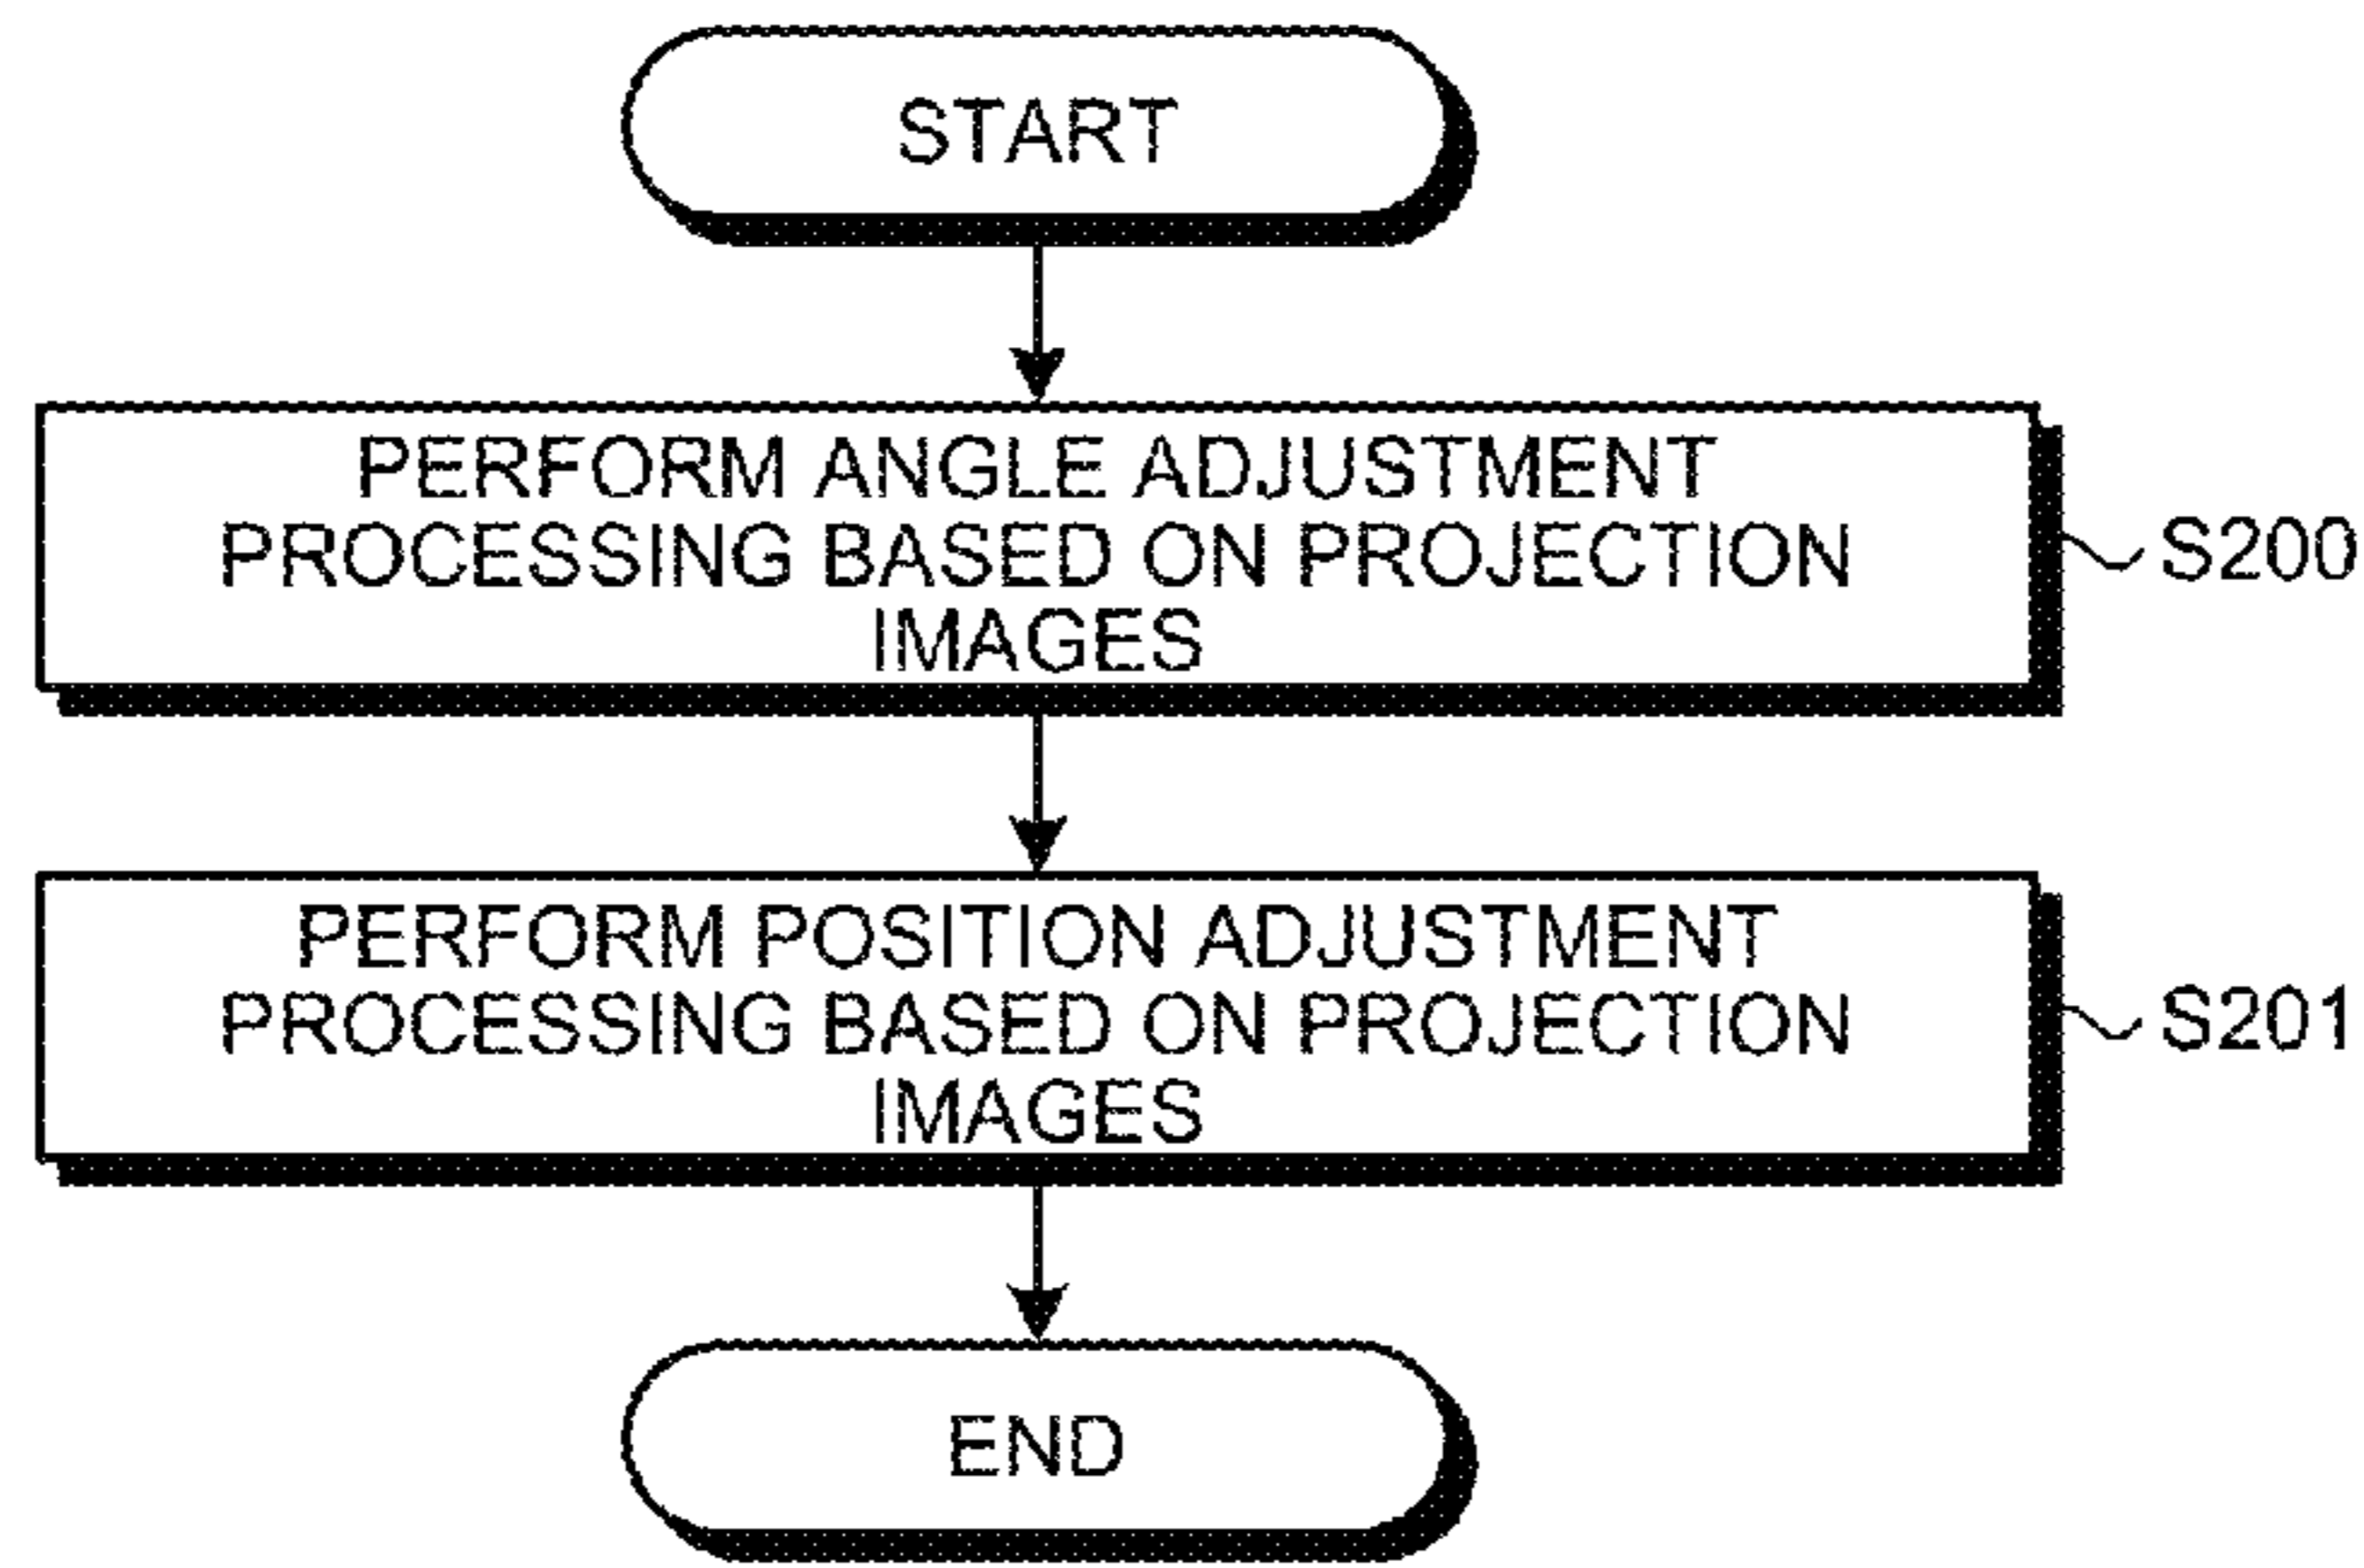 START
PERFORM ANGLE ADJUSTMENT
PROCESSING BASED ON PROJECTION
IMAGES
S200
PERFORM POSITION ADJUSTMENT
PROCESSING BASED ON PROJECTION
IMAGES
S201
END